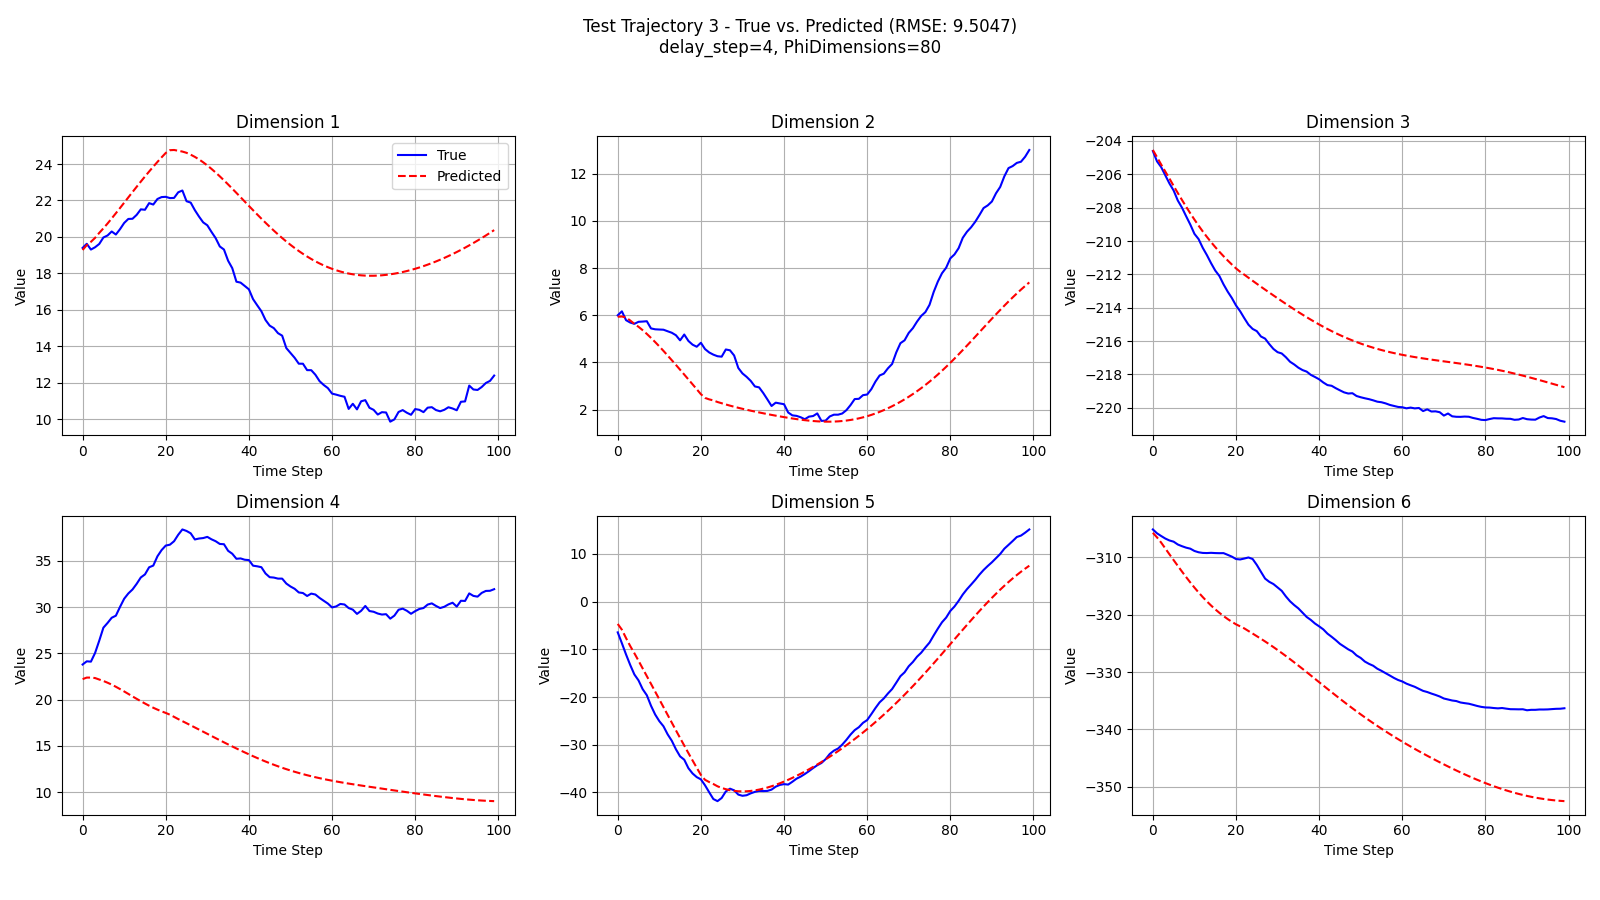 Test Trajectory 3 - True vs. Predicted (RMSE: 9.5047)
delay_step=4, PhiDimensions=80
Dimension 1
Value
24
22
20
18
16
14
12
10
True
Predicted
0 20 40 60 80 100
Time Step
Dimension 2
Value
12
10
8
6
4
2
0 20 40 60 80 100
Time Step
Dimension 3
Value
−204
−206
−208
−210
−212
−214
−216
−218
−220
0 20 40 60 80 100
Time Step
Dimension 4
Value
35
30
25
20
15
10
0 20 40 60 80 100
Time Step
Dimension 5
Value
10
0
−10
−20
−30
−40
0 20 40 60 80 100
Time Step
Dimension 6
Value
−310
−320
−330
−340
−350
0 20 40 60 80 100
Time Step